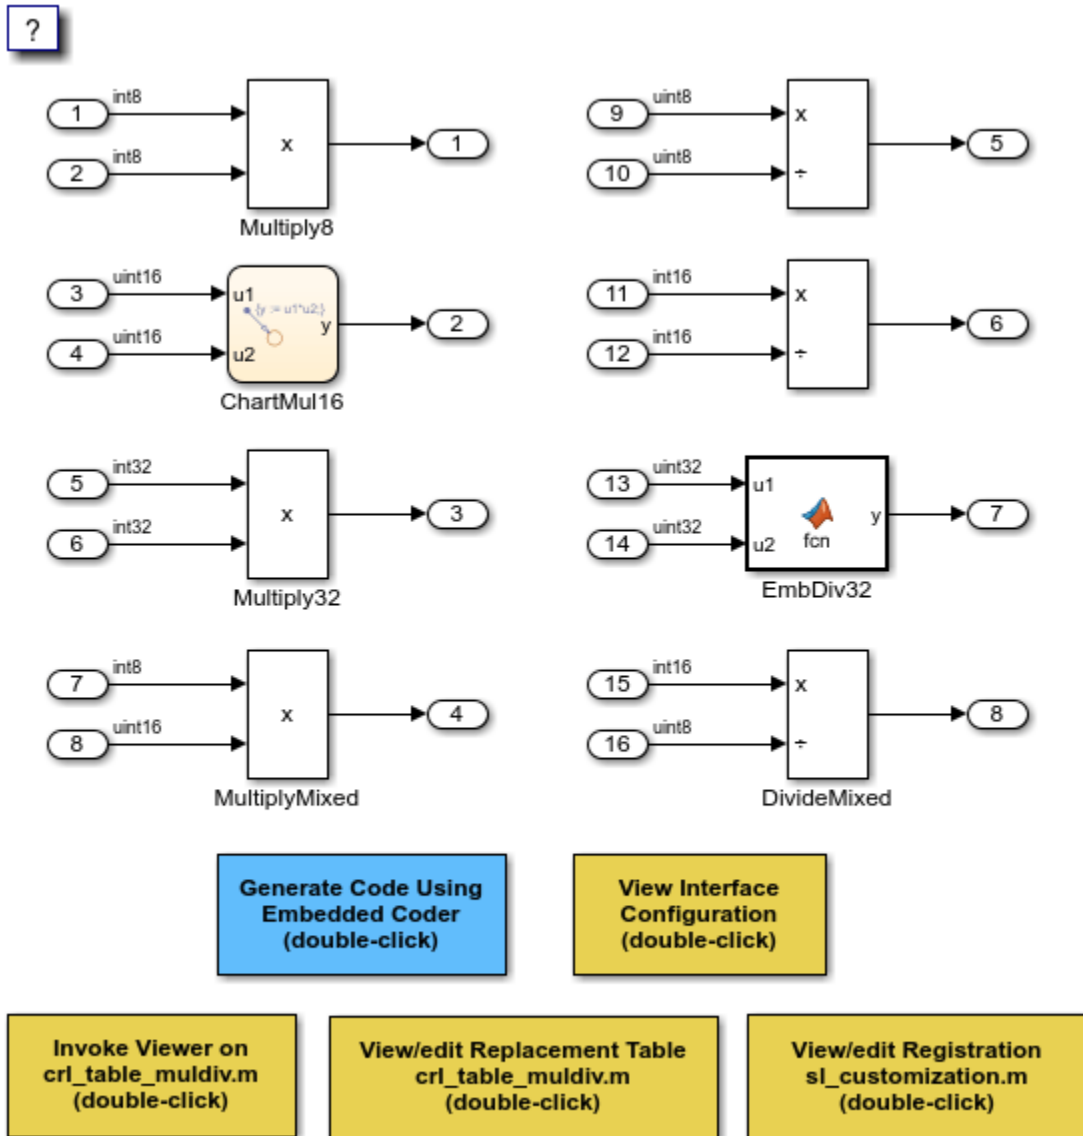 ?
int8
1
x
1
int8
2
Multiply8
uint8
9
x
5
uint8
10
÷
uint16
3
u1
{y := u1*u2;}
y
2
uint16
4
u2
ChartMul16
int16
11
x
6
int16
12
÷
int32
5
x
3
int32
6
Multiply32
uint32
13
u1
y
7
uint32
14
u2
fcn
EmbDiv32
int8
7
x
4
uint16
8
MultiplyMixed
int16
15
x
8
uint8
16
÷
DivideMixed
Generate Code Using
Embedded Coder
(double-click)
View Interface
Configuration
(double-click)
Invoke Viewer on
crl_table_muldiv.m
(double-click)
View/edit Replacement Table
crl_table_muldiv.m
(double-click)
View/edit Registration
sl_customization.m
(double-click)